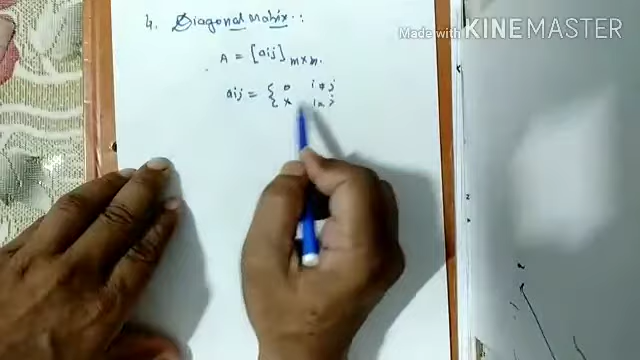 Made with KINEMASTER
4. Diagonal Matrix :
A = [aij] m×m.
aij = { 0 i≠j
{ x i=j